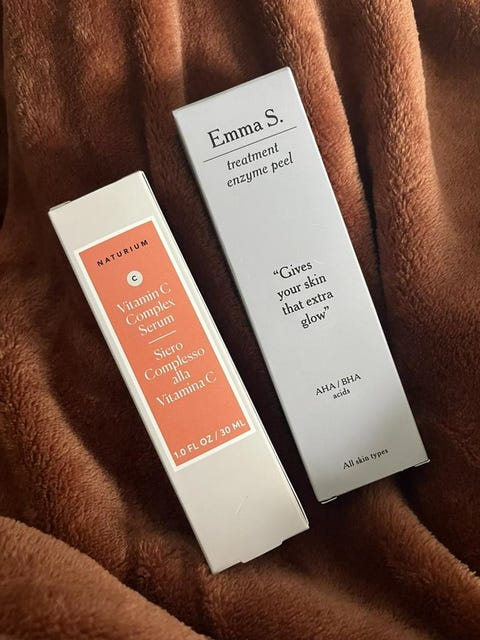 NATURIUM
C
Vitamin C
Complex
Serum
Siero
Complesso
alla
Vitamina C
1.0 FL OZ / 30 ML
Emma S.
treatment
enzyme peel
“Gives
your skin
that extra
glow”
AHA / BHA
acids
All skin types